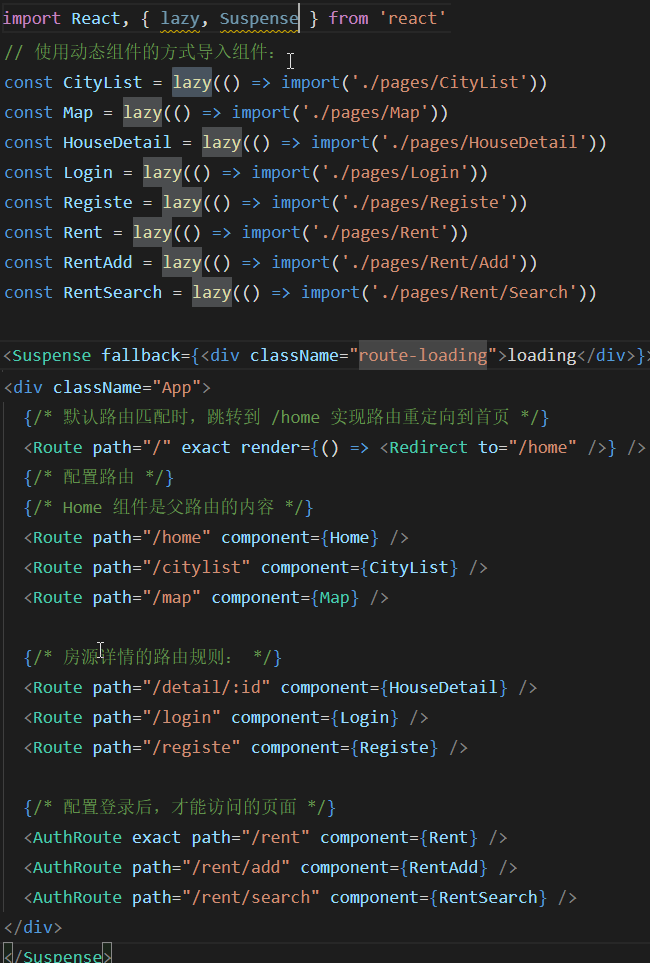 import React, { lazy, Suspense } from 'react'
// 使用动态组件的方式导入组件：
const CityList = lazy(() => import('./pages/CityList'))
const Map = lazy(() => import('./pages/Map'))
const HouseDetail = lazy(() => import('./pages/HouseDetail'))
const Login = lazy(() => import('./pages/Login'))
const Registe = lazy(() => import('./pages/Registe'))
const Rent = lazy(() => import('./pages/Rent'))
const RentAdd = lazy(() => import('./pages/Rent/Add'))
const RentSearch = lazy(() => import('./pages/Rent/Search'))
<Suspense fallback={<div className="route-loading">loading</div>}>
<div className="App">
{/* 默认路由匹配时，跳转到 /home 实现路由重定向到首页 */}
<Route path="/" exact render={() => <Redirect to="/home" />} />
{/* 配置路由 */}
{/* Home 组件是父路由的内容 */}
<Route path="/home" component={Home} />
<Route path="/citylist" component={CityList} />
<Route path="/map" component={Map} />
{/* 房源详情的路由规则： */}
<Route path="/detail/:id" component={HouseDetail} />
<Route path="/login" component={Login} />
<Route path="/registe" component={Registe} />
{/* 配置登录后，才能访问的页面 */}
<AuthRoute exact path="/rent" component={Rent} />
<AuthRoute path="/rent/add" component={RentAdd} />
<AuthRoute path="/rent/search" component={RentSearch} />
</div>
</Suspense>